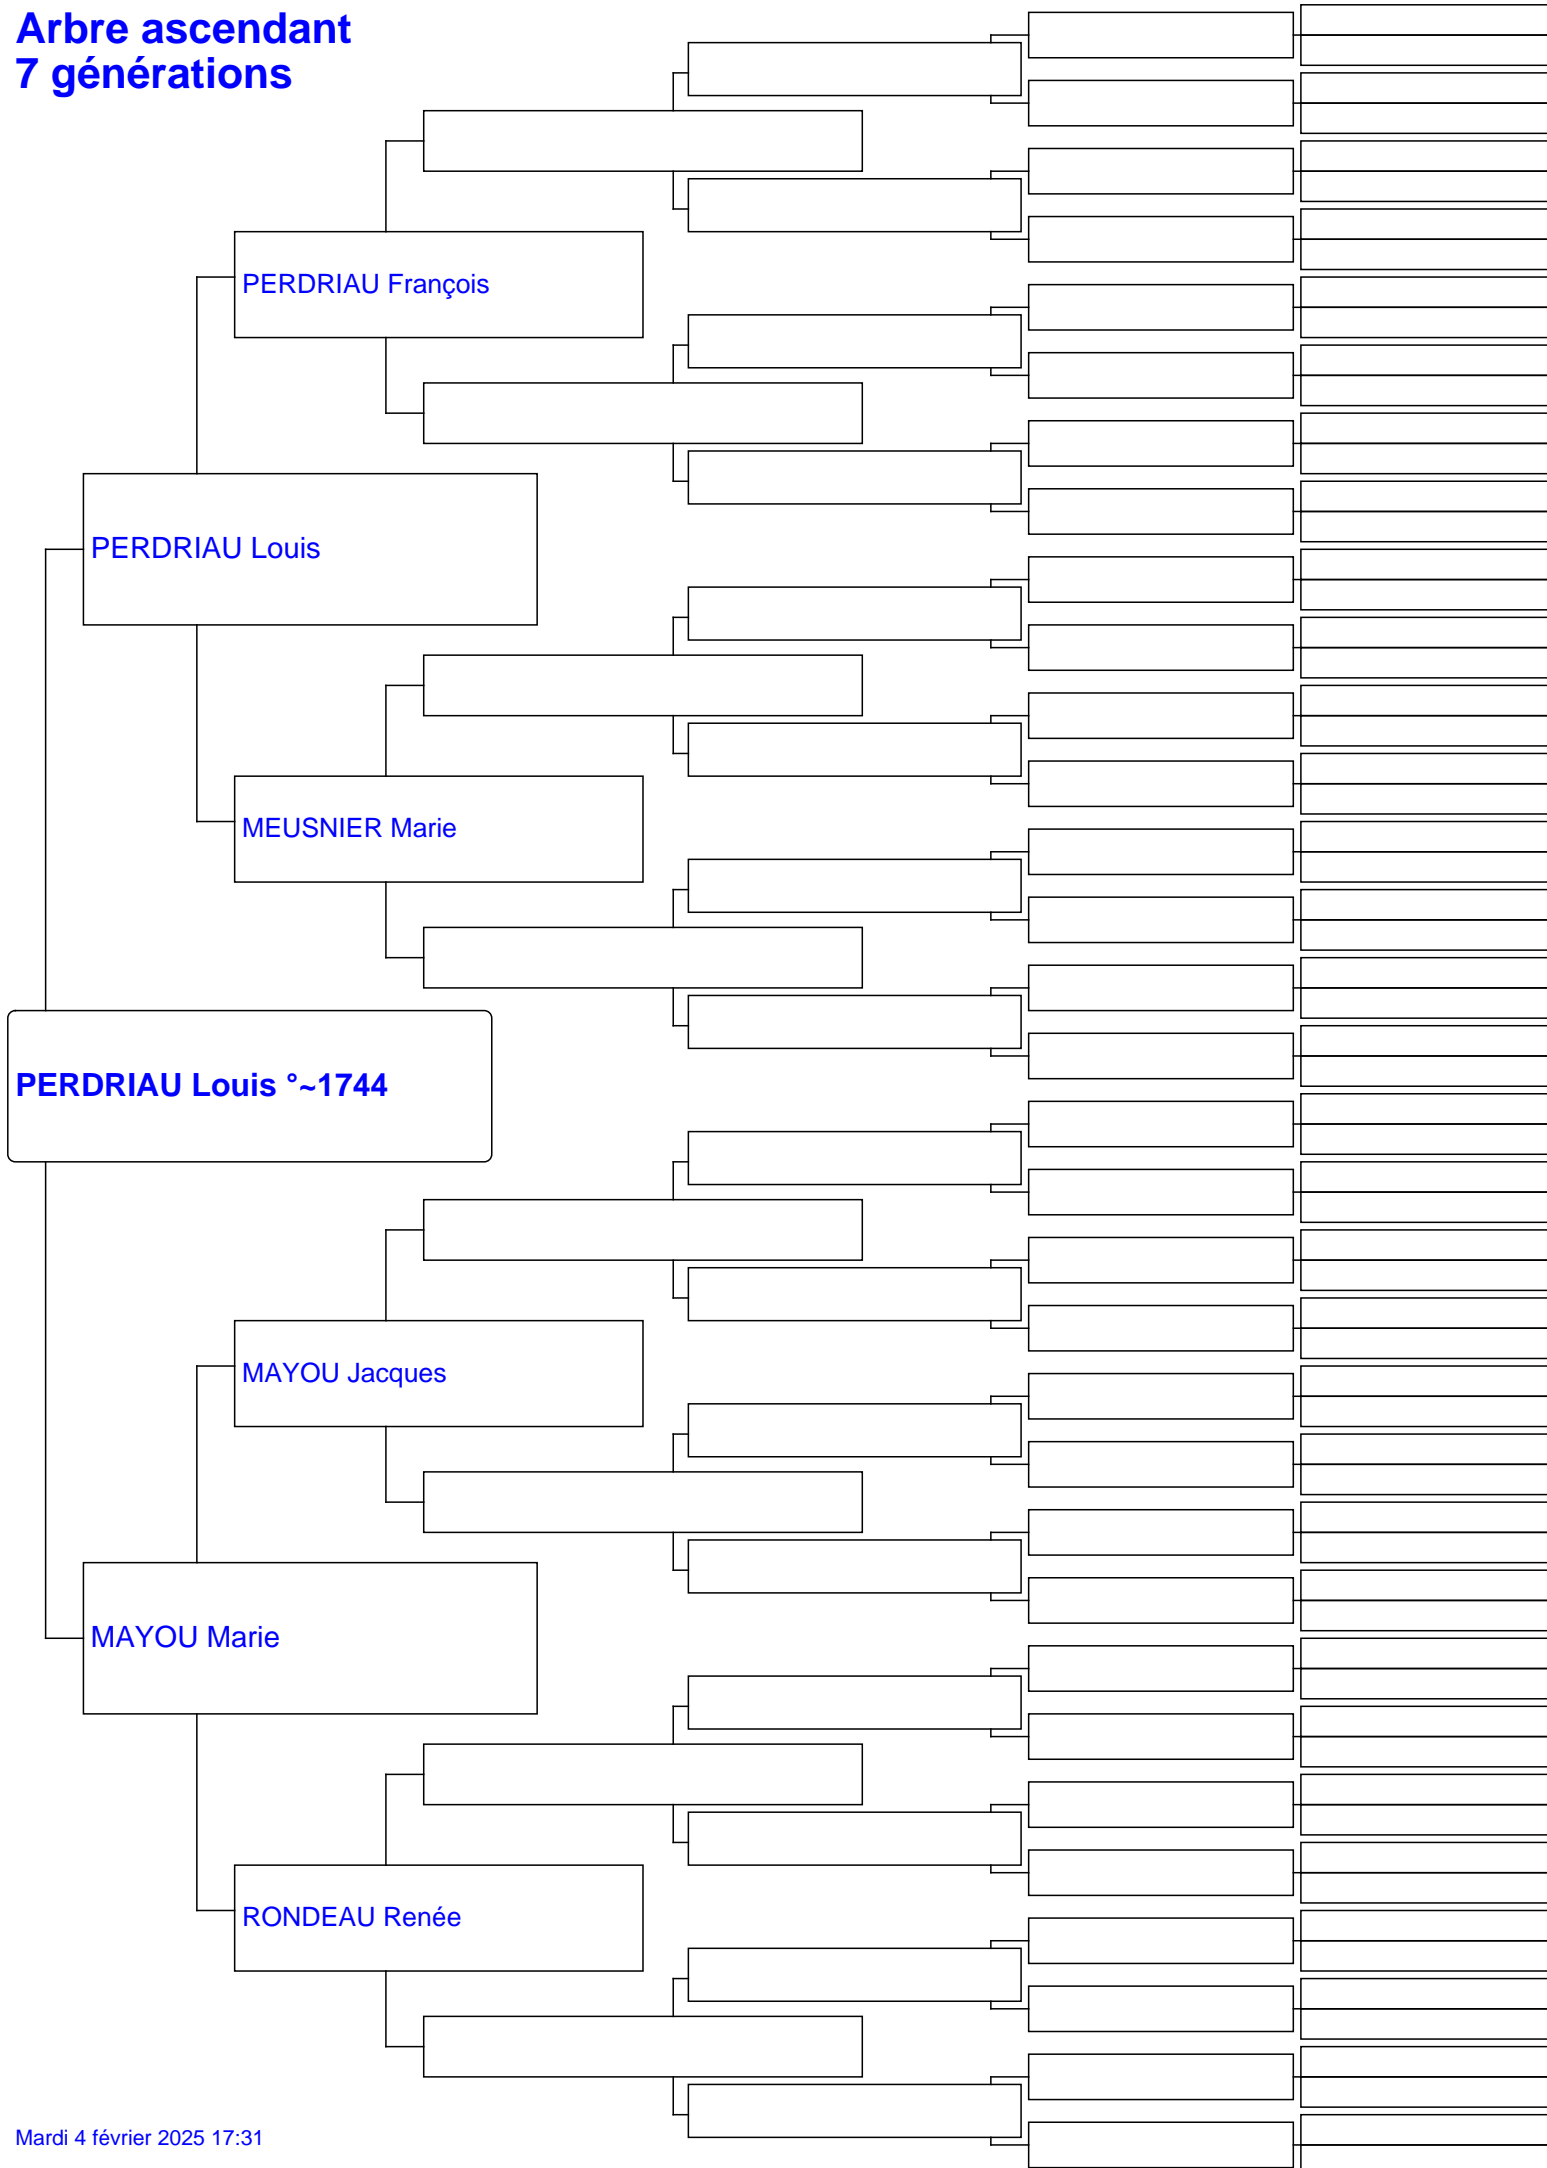 Arbre ascendant
7 générations
PERDRIAU François
PERDRIAU Louis
MEUSNIER Marie
PERDRIAU Louis °~1744
MAYOU Jacques
MAYOU Marie
RONDEAU Renée
Mardi 4 février 2025 17:31